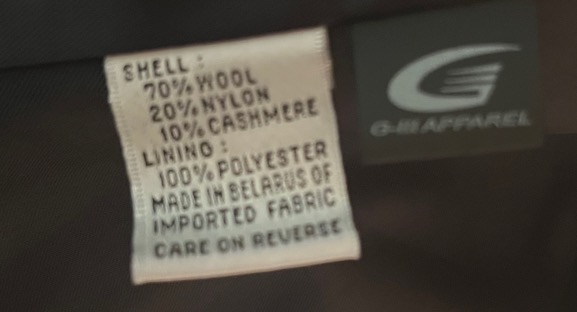 SHELL:
70% WOOL
20% NYLON
10% CASHMERE
LINING:
100% POLYESTER
MADE IN BELARUS OF
IMPORTED FABRIC
CARE ON REVERSE
G
G-III APPAREL